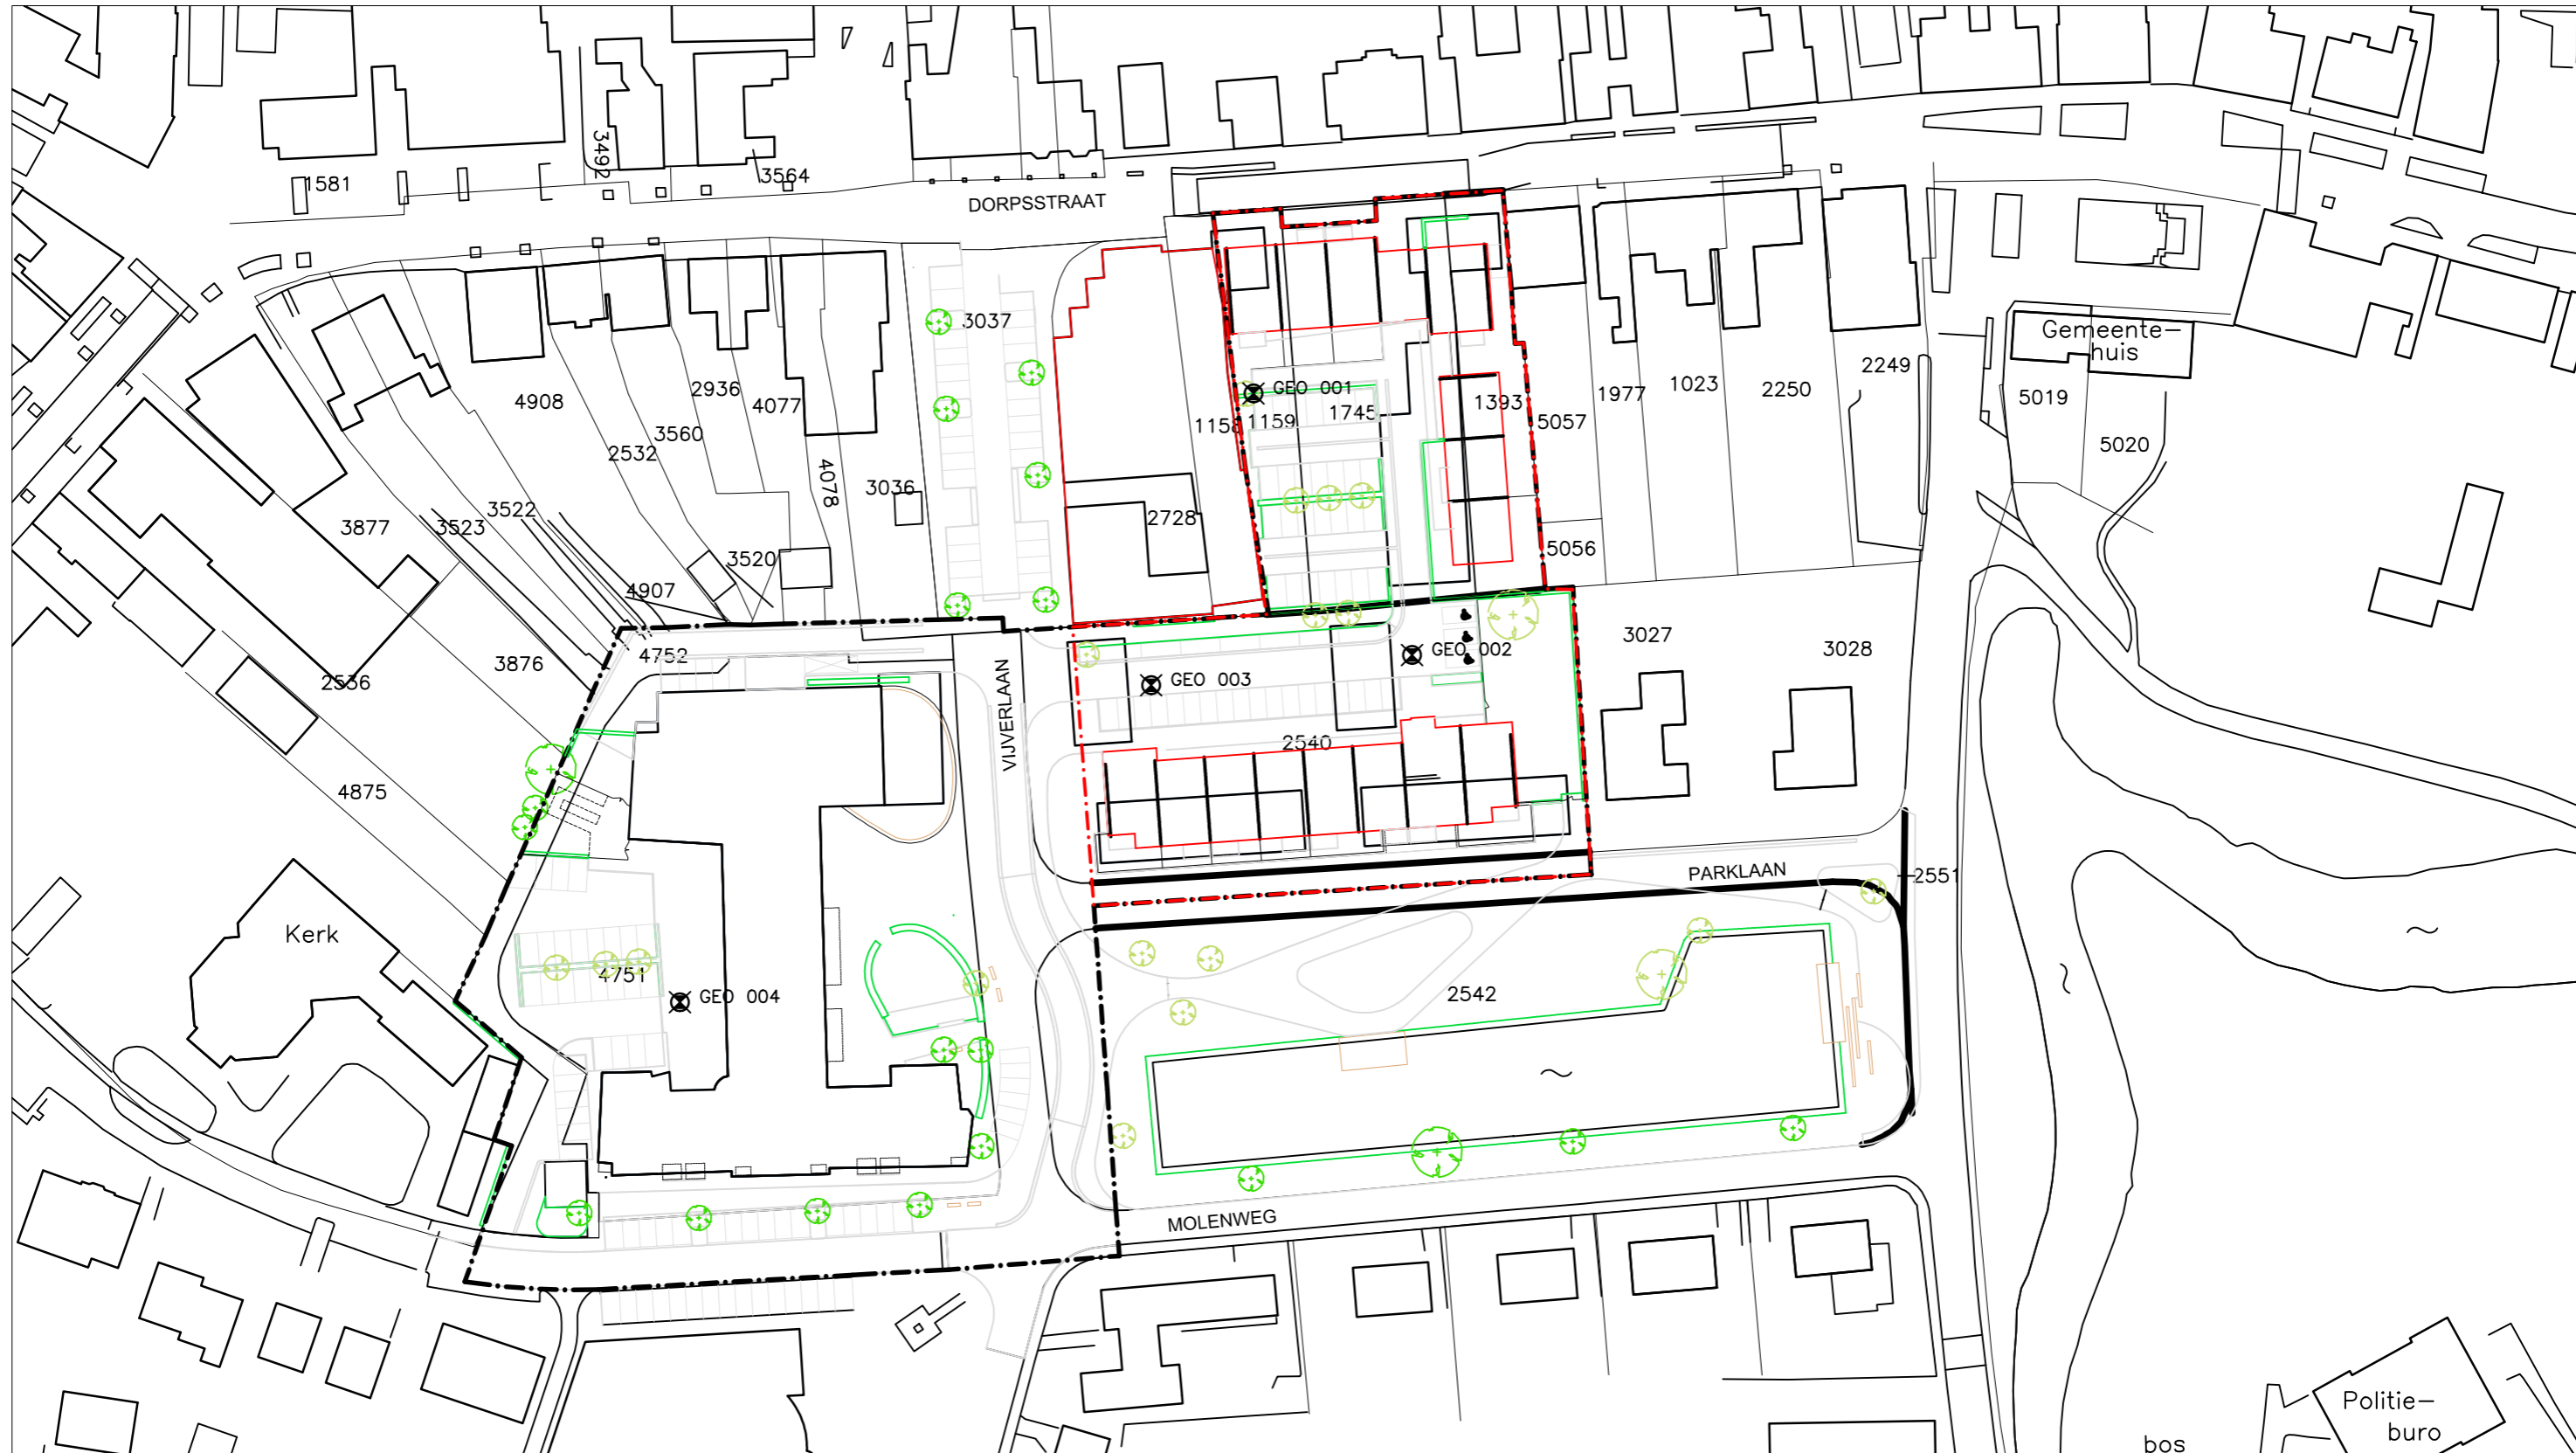 3492
1581
3564
DORPSSTRAAT
3037
Gemeente-
huis
2249
2936
4908
4077
GEO 001
1393
1977
1023
2250
5019
1158
1159
1745
5057
3560
2532
5020
4078
3036
3522
3523
3877
2728
3520
5056
4907
3027
3028
4752
3876
GEO 002
2536
GEO 003
VIJVERLAAN
2540
4875
PARKLAAN
2551
Kerk
4751
GEO 004
2542
MOLENWEG
Politie-
buro
bos